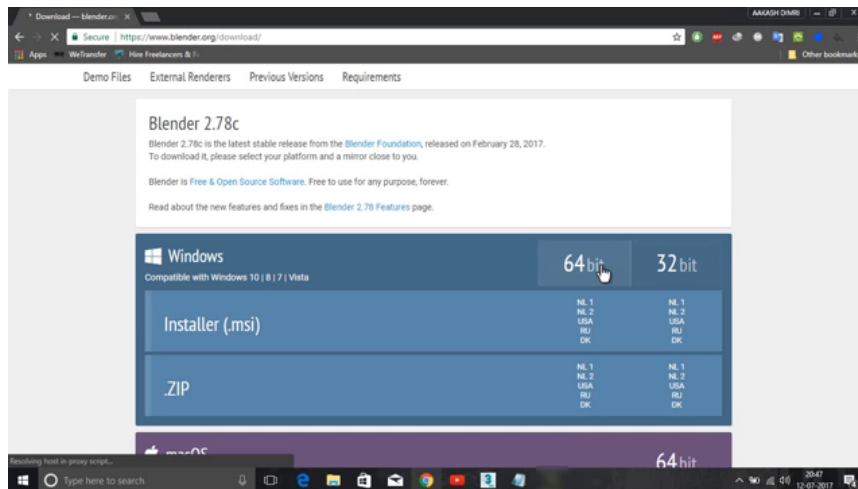 * Download — blender.or
AAKASH DIMRI
Secure | https://www.blender.org/download/
Apps WeTransfer Hire Freelancers & Fi Other bookmark
Demo Files External Renderers Previous Versions Requirements
Blender 2.78c
Blender 2.78c is the latest stable release from the Blender Foundation, released on February 28, 2017.
To download it, please select your platform and a mirror close to you.
Blender is Free & Open Source Software. Free to use for any purpose, forever.
Read about the new features and fixes in the Blender 2.78 Features page.
Windows 64 bit 32 bit
Compatible with Windows 10 | 8 | 7 | Vista
Installer (.msi)
NL 1 NL 1
NL 2 NL 2
USA USA
RU RU
DK DK
.ZIP
NL 1 NL 1
NL 2 NL 2
USA USA
RU RU
DK DK
macOS 64 bit
Resolving host in proxy script...
Type here to search
20:47
12-07-2017